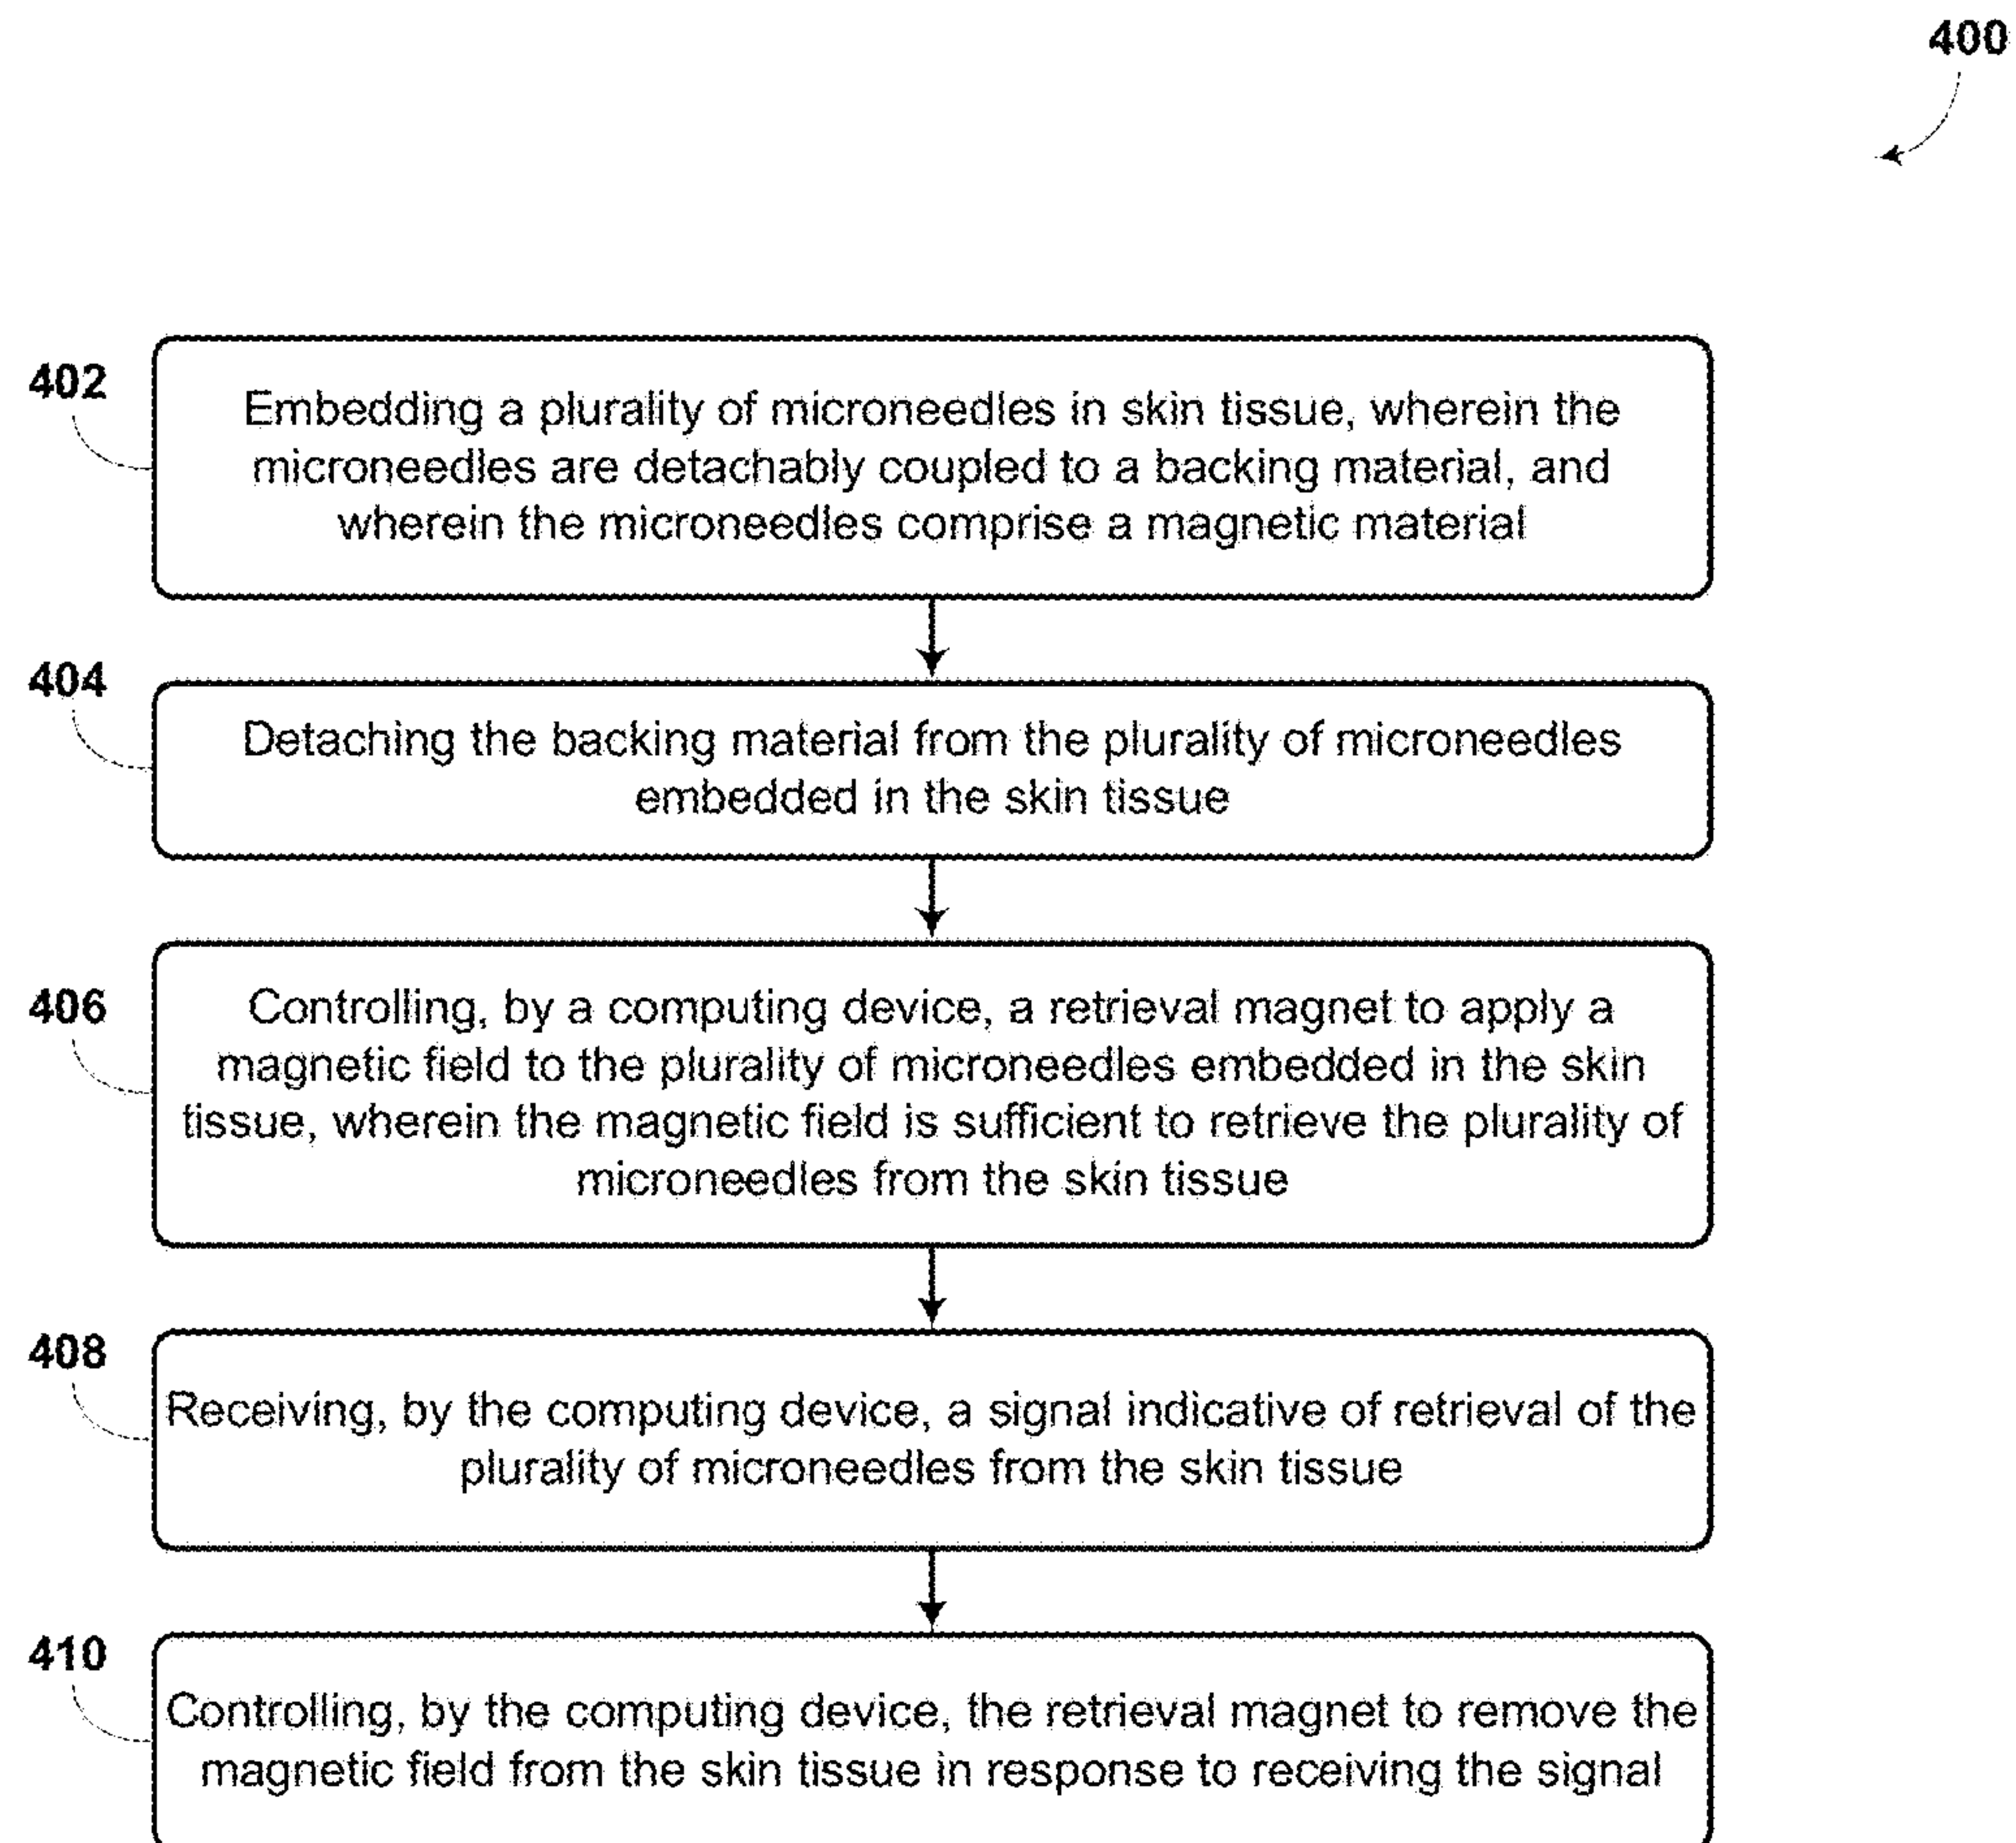 400
402
Embedding a plurality of microneedles in skin tissue, wherein the
microneedles are detachably coupled to a backing material, and
wherein the microneedles comprise a magnetic material
404
Detaching the backing material from the plurality of microneedles
embedded in the skin tissue
406
Controlling, by a computing device, a retrieval magnet to apply a
magnetic field to the plurality of microneedles embedded in the skin
tissue, wherein the magnetic field is sufficient to retrieve the plurality of
microneedles from the skin tissue
408
Receiving, by the computing device, a signal indicative of retrieval of the
plurality of microneedles from the skin tissue
410
Controlling, by the computing device, the retrieval magnet to remove the
magnetic field from the skin tissue in response to receiving the signal